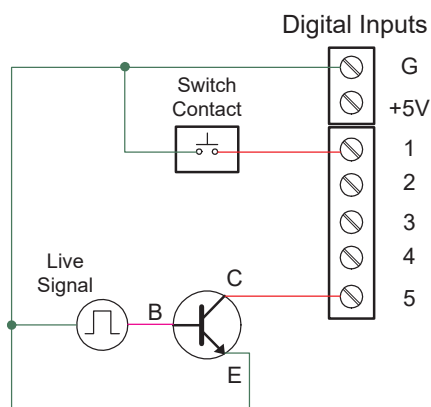 Digital Inputs
G
+5V
Switch
Contact
1
2
3
4
5
Live
Signal
B
C
E